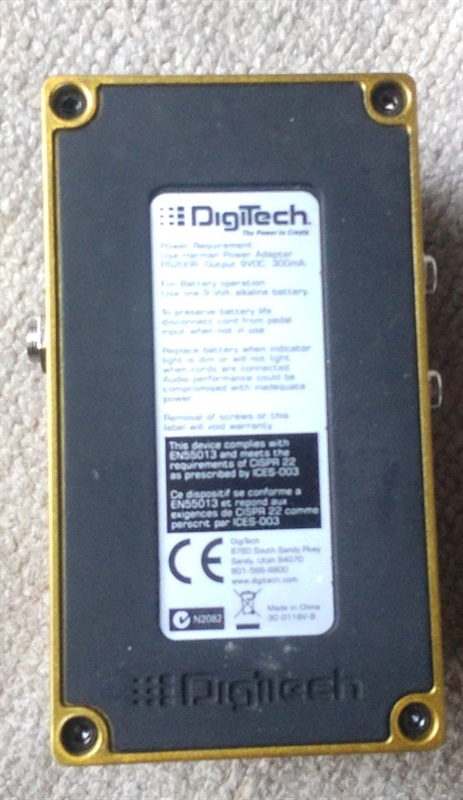 DigiTech
The Power to Create
Power Requirement:
Use Harman Power Adapter
PS200R Output 9VDC 300mA
For Battery operation
Use one 9 Volt alkaline battery
To preserve battery life
disconnect cord from pedal
input when not in use.
Replace battery when indicator
light is dim or will not light
when cords are connected.
Audio performance could be
compromised with inadequate
power.
Removal of screws or this
label will void warranty.
This device complies with
EN55013 and meets the
requirements of CISPR 22
as prescribed by ICES-003
Ce dispositif se conforme a
EN55013 et repond aux
exigences de CISPR 22 comme
perscrit par ICES-003
CE
DigiTech
8760 South Sandy Pkwy
Sandy, Utah 84070
801-566-8800
www.digitech.com
N2082
Made in China
30-0118V-B
DigiTech